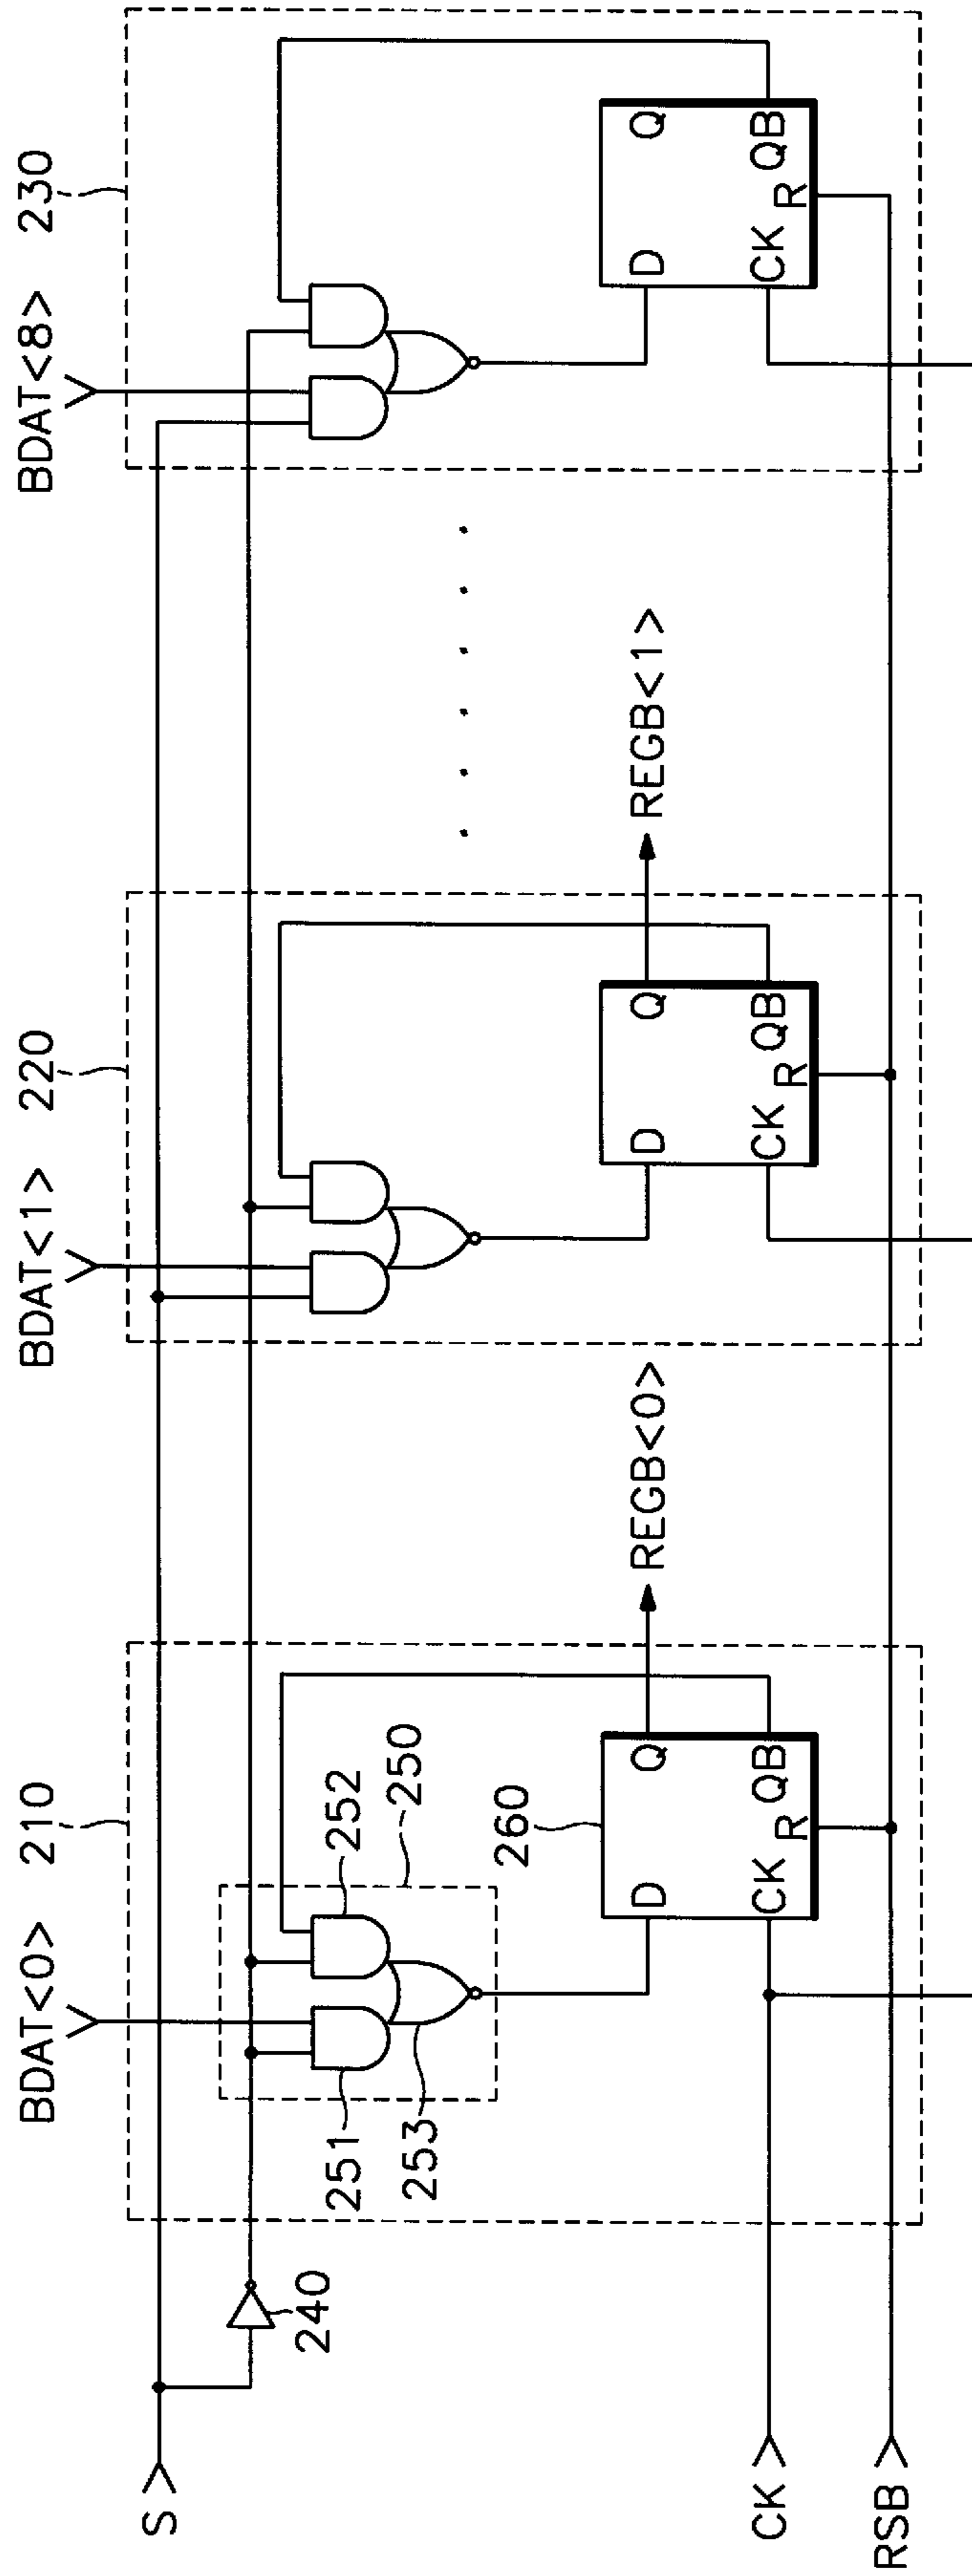 BDAT<0> 210
BDAT<1> 220
BDAT<8> 230
S
240
251
252
250
253
260
D Q
CK QB
R
REGB<0>
D Q
CK QB
R
REGB<1>
D Q
CK QB
R
CK
RSB